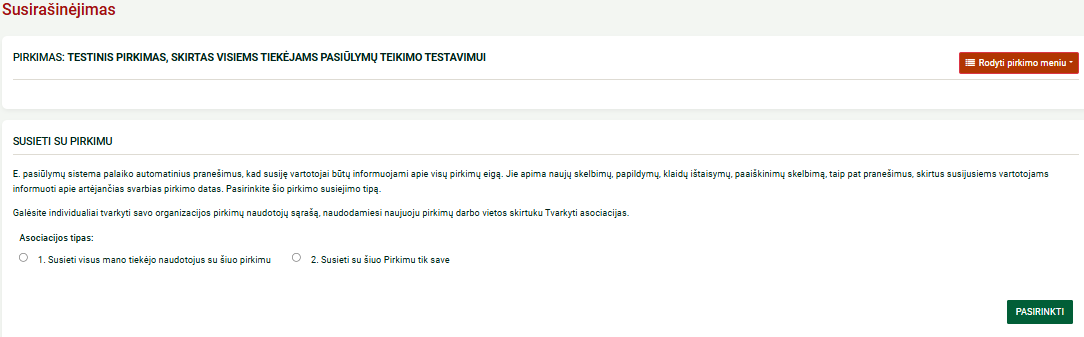 Susirašinėjimas
PIRKIMAS: TESTINIS PIRKIMAS, SKIRTAS VISIEMS TIEKĖJAMS PASIŪLYMŲ TEIKIMO TESTAVIMUI
Rodyti pirkimo meniu
SUSIETI SU PIRKIMU
E. pasiūlymų sistema palaiko automatinius pranešimus, kad susiję vartotojai būtų informuojami apie visų pirkimų eigą. Jie apima naujų skelbimų, papildymų, klaidų ištaisymų, paaiškinimų skelbimą, taip pat pranešimus, skirtus susijusiems vartotojams
informuoti apie artėjančias svarbias pirkimo datas. Pasirinkite šio pirkimo susiejimo tipą.
Galėsite individualiai tvarkyti savo organizacijos pirkimų naudotojų sąrašą, naudodamiesi naujuoju pirkimų darbo vietos skirtuku Tvarkyti asociacijas.
Asociacijos tipas:
1. Susieti visus mano tiekėjo naudotojus su šiuo pirkimu 2. Susieti su šiuo Pirkimu tik save
PASIRINKTI